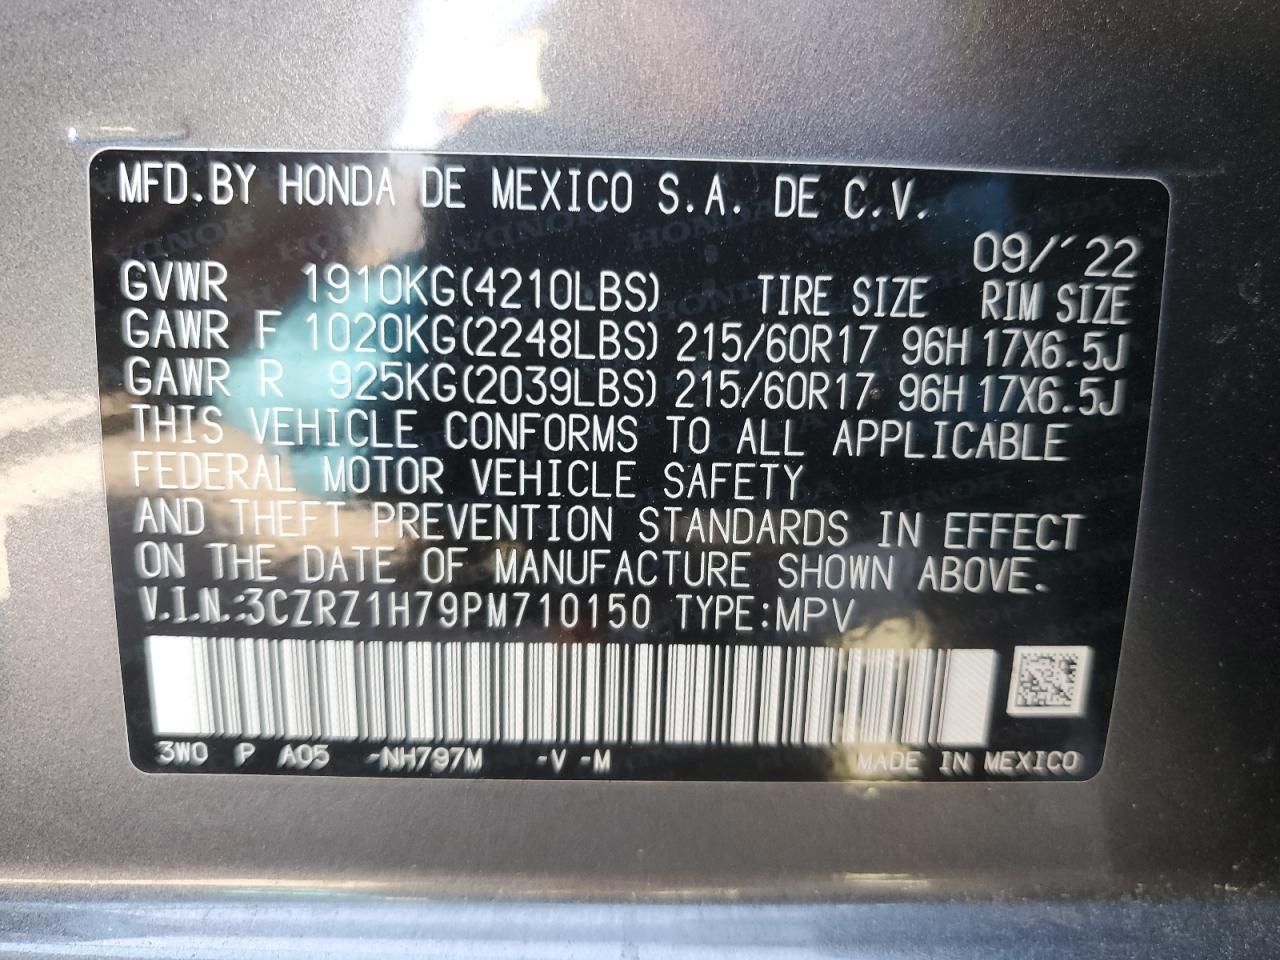 MFD.BY HONDA DE MEXICO S.A. DE C.V.
09/´22
GVWR 1910KG(4210LBS) TIRE SIZE RIM SIZE
GAWR F 1020KG(2248LBS) 215/60R17 96H 17X6.5J
GAWR R 925KG(2039LBS) 215/60R17 96H 17X6.5J
THIS VEHICLE CONFORMS TO ALL APPLICABLE
FEDERAL MOTOR VEHICLE SAFETY
AND THEFT PREVENTION STANDARDS IN EFFECT
ON THE DATE OF MANUFACTURE SHOWN ABOVE.
V.I.N.:3CZRZ1H79PM710150 TYPE:MPV
3W0 P A05 -NH797M -V -M MADE IN MEXICO